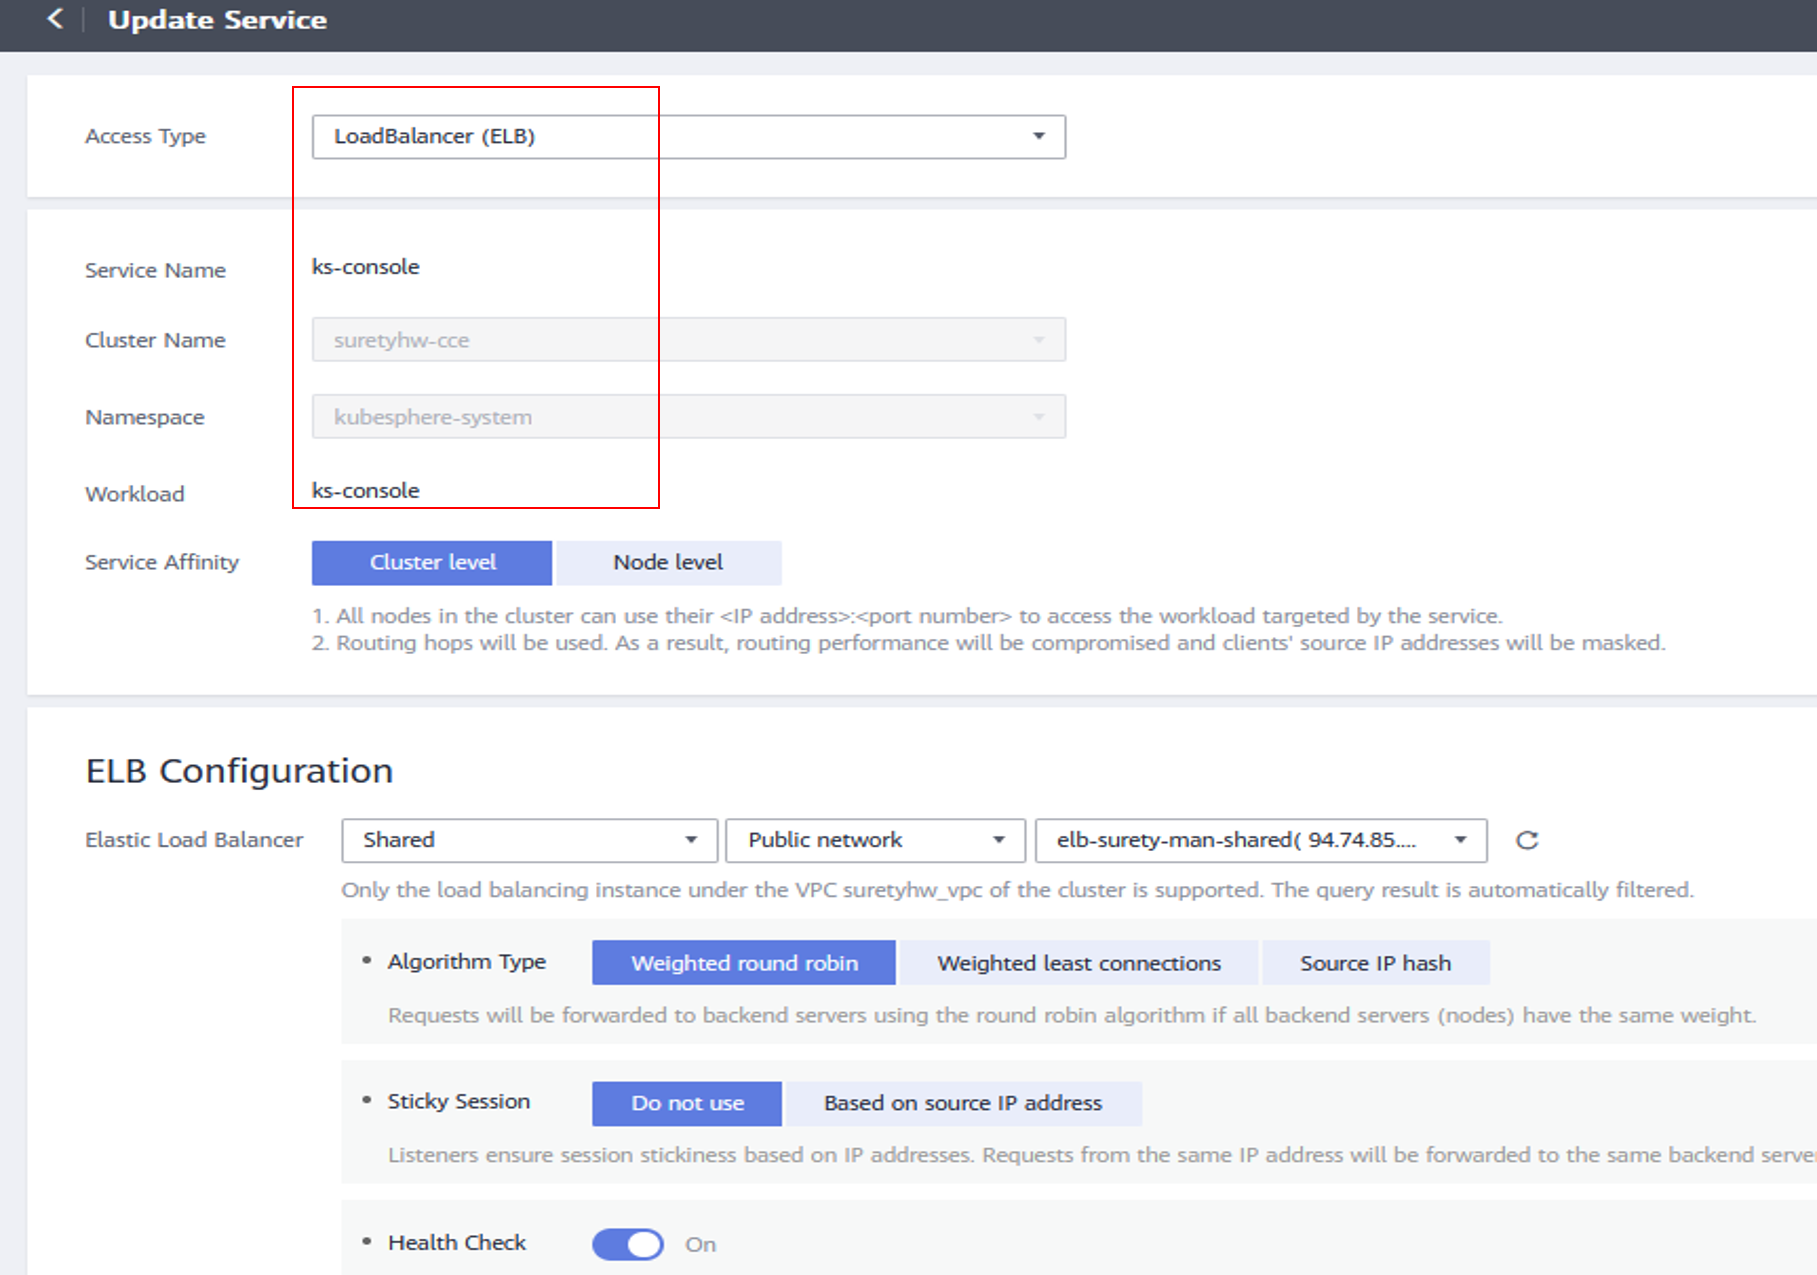 Update Service
Access Type LoadBalancer (ELB)
Service Name ks-console
Cluster Name suretyhw-cce
Namespace kubesphere-system
Workload ks-console
Service Affinity Cluster level Node level
1. All nodes in the cluster can use their <IP address>:<port number> to access the workload targeted by the service.
2. Routing hops will be used. As a result, routing performance will be compromised and clients' source IP addresses will be masked.
ELB Configuration
Elastic Load Balancer Shared Public network elb-surety-man-shared( 94.74.85....
Only the load balancing instance under the VPC suretyhw_vpc of the cluster is supported. The query result is automatically filtered.
• Algorithm Type Weighted round robin Weighted least connections Source IP hash
Requests will be forwarded to backend servers using the round robin algorithm if all backend servers (nodes) have the same weight.
• Sticky Session Do not use Based on source IP address
Listeners ensure session stickiness based on IP addresses. Requests from the same IP address will be forwarded to the same backend server
• Health Check On